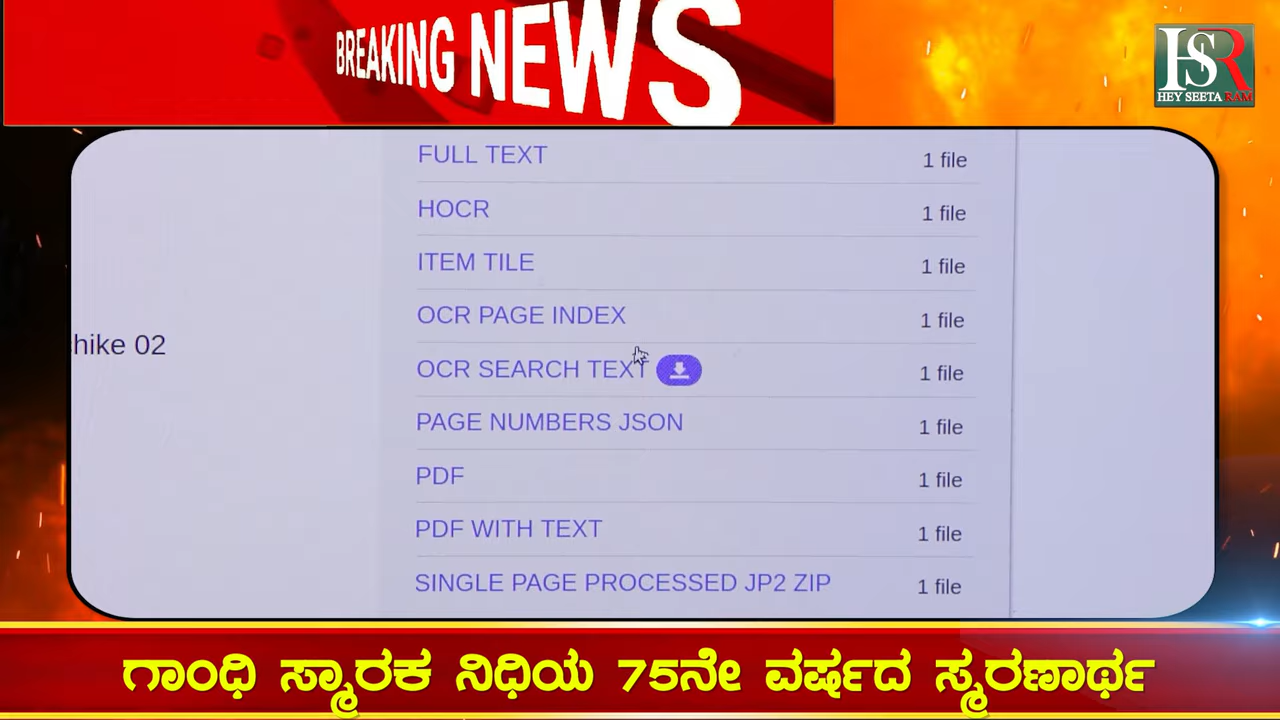 BREAKING NEWS
HSR
HEY SEETA RAM
FULL TEXT 1 file
HOCR 1 file
ITEM TILE 1 file
OCR PAGE INDEX 1 file
hike 02
OCR SEARCH TEXT 1 file
PAGE NUMBERS JSON 1 file
PDF 1 file
PDF WITH TEXT 1 file
SINGLE PAGE PROCESSED JP2 ZIP 1 file
ಗಾಂಧಿ ಸ್ಮಾರಕ ನಿಧಿಯ 75ನೇ ವರ್ಷದ ಸ್ಮರಣಾರ್ಥ